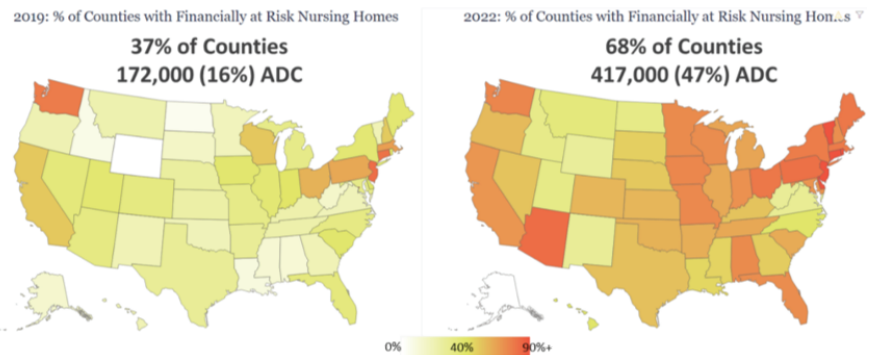 2019: % of Counties with Financially at Risk Nursing Homes
37% of Counties
172,000 (16%) ADC
2022: % of Counties with Financially at Risk Nursing
68% of Counties
417,000 (47%) ADC
0%
40%
90%+